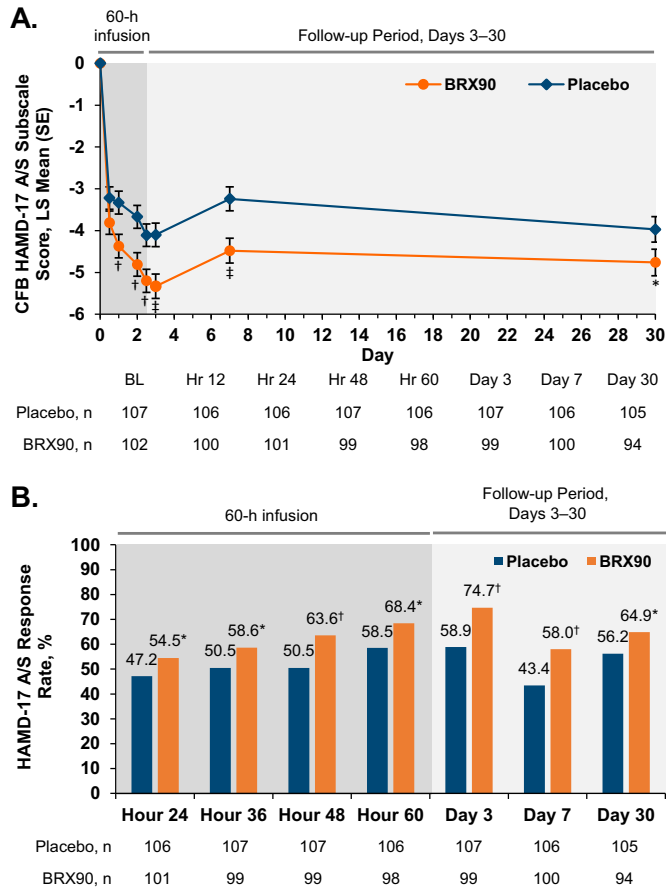 A.
60-h
infusion
Follow-up Period, Days 3–30
CFB HAMD-17 A/S Subscale
Score, LS Mean (SE)
BRX90 Placebo
0
-1
-2
-3
-4
-5
-6
† † † ‡ ‡ *
0 2 4 6 8 10 12 14 16 18 20 22 24 26 28 30
Day
BL Hr 12 Hr 24 Hr 48 Hr 60 Day 3 Day 7 Day 30
Placebo, n 107 106 106 107 106 107 106 105
BRX90, n 102 100 101 99 98 99 100 94
B.
60-h infusion
Follow-up Period,
Days 3–30
HAMD-17 A/S Response
Rate, %
Placebo BRX90
100
90
80
70
60
50
40
30
20
10
0
47.2 54.5* 50.5 58.6* 50.5 63.6† 58.5 68.4* 58.9 74.7† 43.4 58.0† 56.2 64.9*
Hour 24 Hour 36 Hour 48 Hour 60 Day 3 Day 7 Day 30
Placebo, n 106 107 107 106 107 106 105
BRX90, n 101 99 99 98 99 100 94